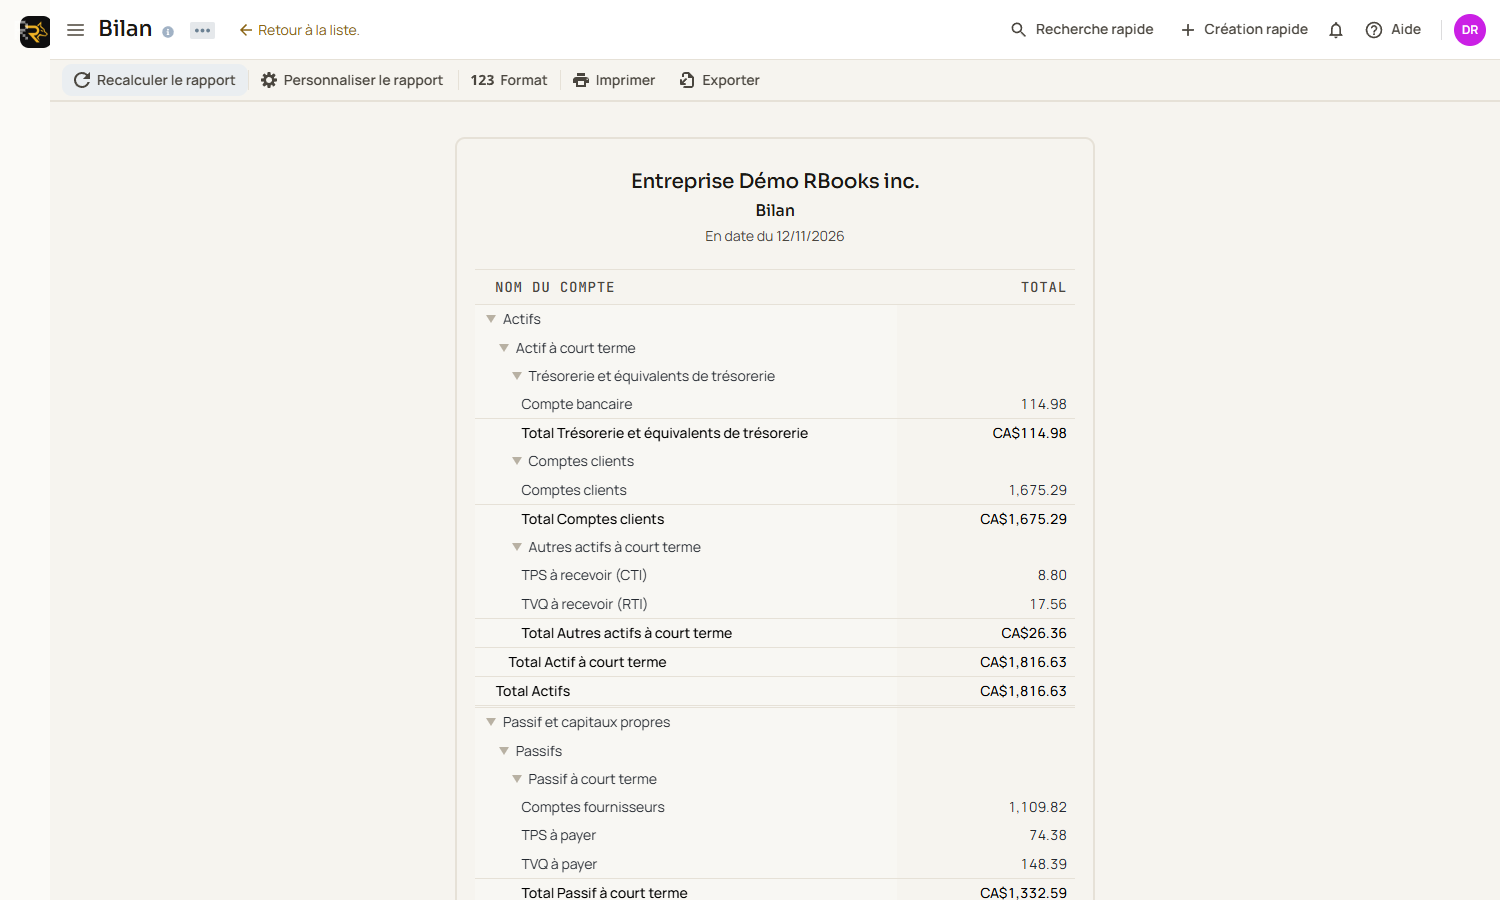 Bilan
Retour à la liste.
Recherche rapide
Création rapide
Aide
DR
Recalculer le rapport
Personnaliser le rapport
123 Format
Imprimer
Exporter
Entreprise Démo RBooks inc.
Bilan
En date du 12/11/2026
NOM DU COMPTE TOTAL
Actifs
Actif à court terme
Trésorerie et équivalents de trésorerie
Compte bancaire 114.98
Total Trésorerie et équivalents de trésorerie CA$114.98
Comptes clients
Comptes clients 1,675.29
Total Comptes clients CA$1,675.29
Autres actifs à court terme
TPS à recevoir (CTI) 8.80
TVQ à recevoir (RTI) 17.56
Total Autres actifs à court terme CA$26.36
Total Actif à court terme CA$1,816.63
Total Actifs CA$1,816.63
Passif et capitaux propres
Passifs
Passif à court terme
Comptes fournisseurs 1,109.82
TPS à payer 74.38
TVQ à payer 148.39
Total Passif à court terme CA$1,332.59